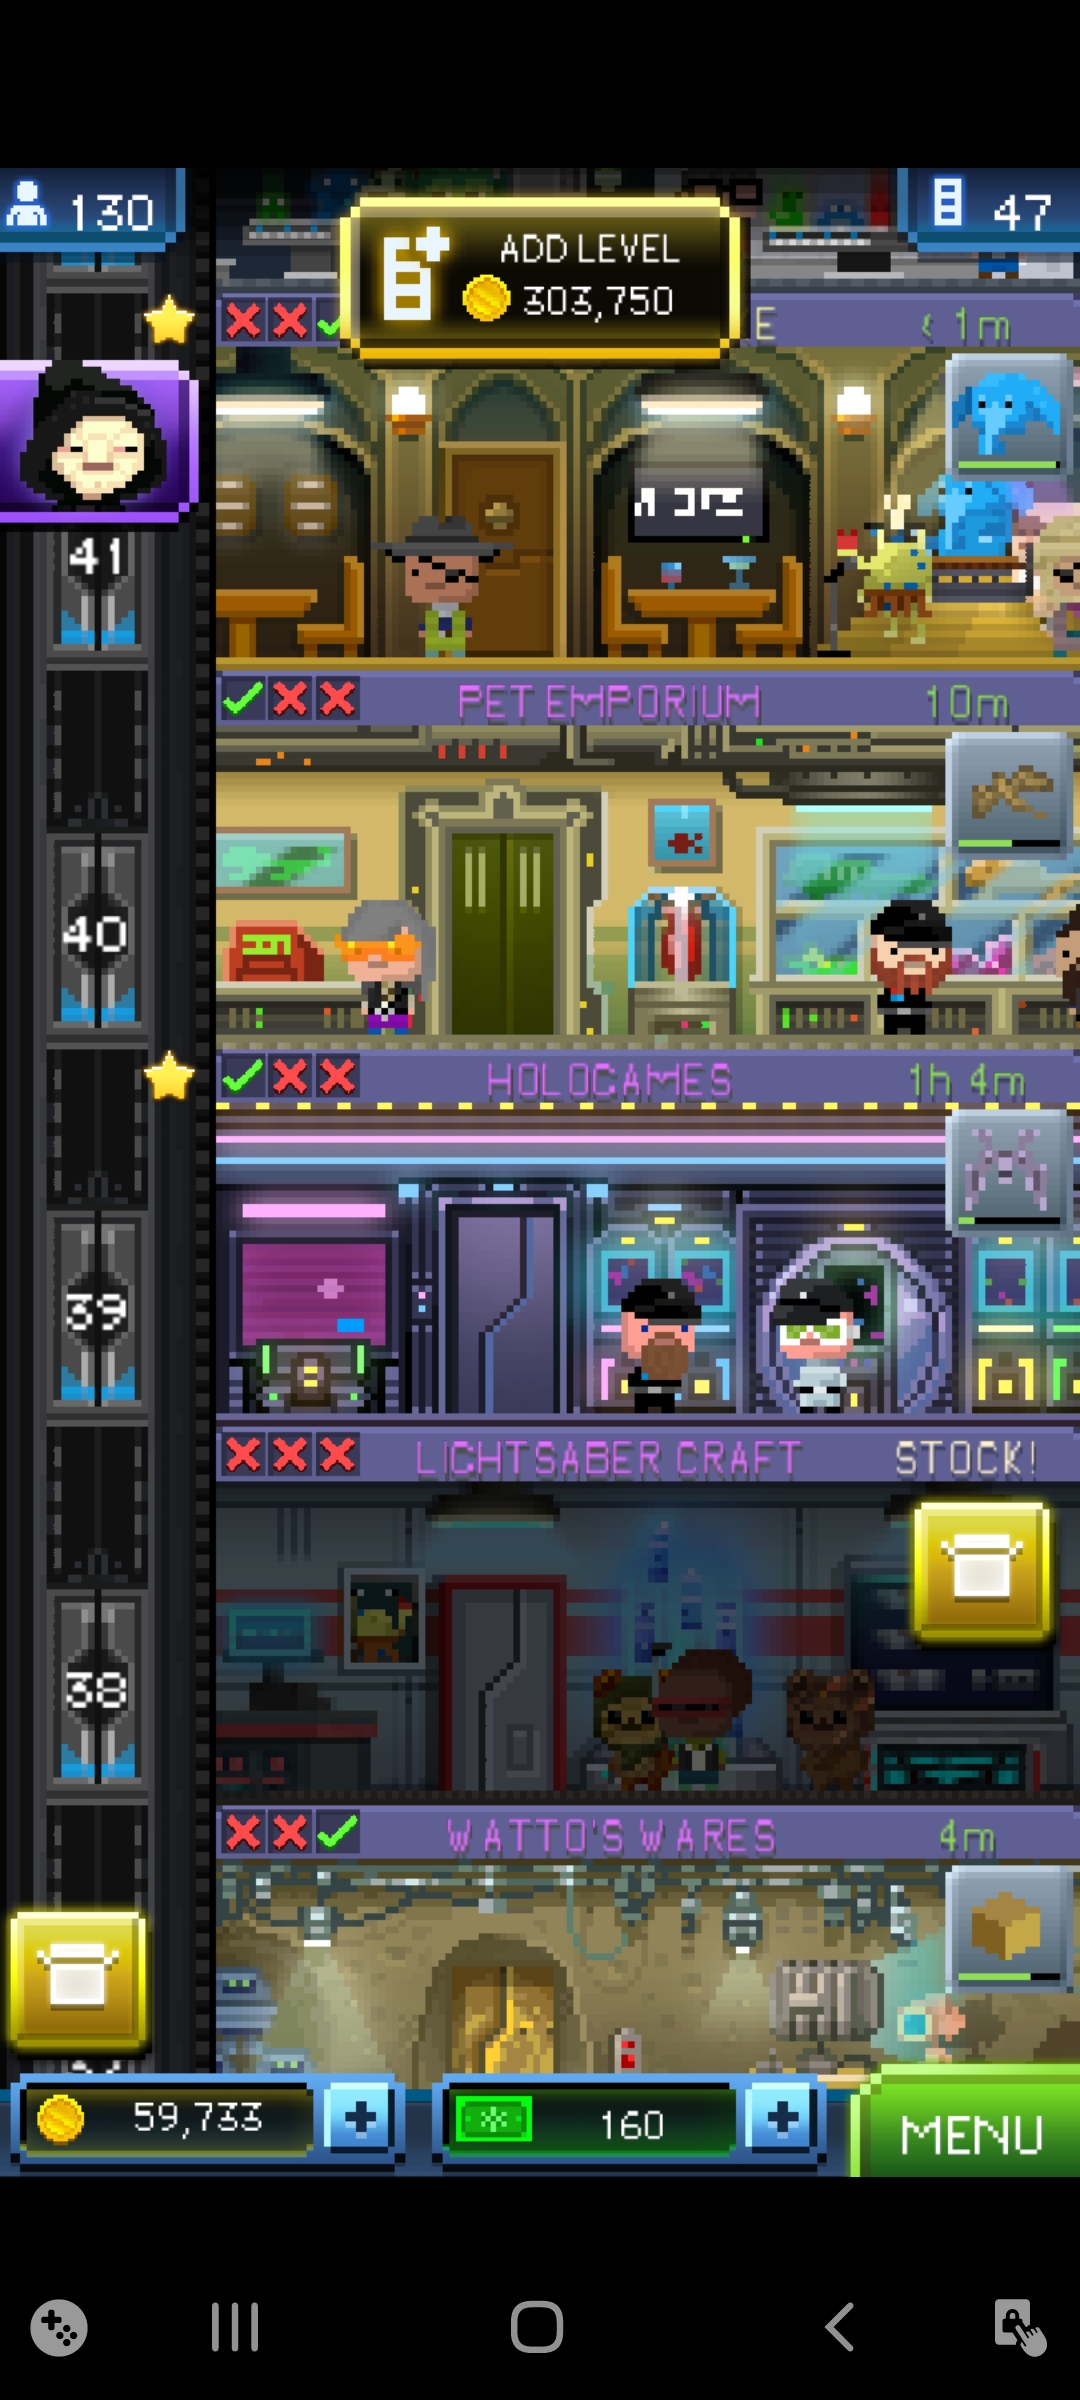 130
47
ADD LEVEL
303,750
E < 1m
41
PET EMPORIUM 10m
40
HOLOGAMES 1h 4m
39
LIGHTSABER CRAFT STOCK!
38
WATTO'S WARES 4m
59,733
160
MENU